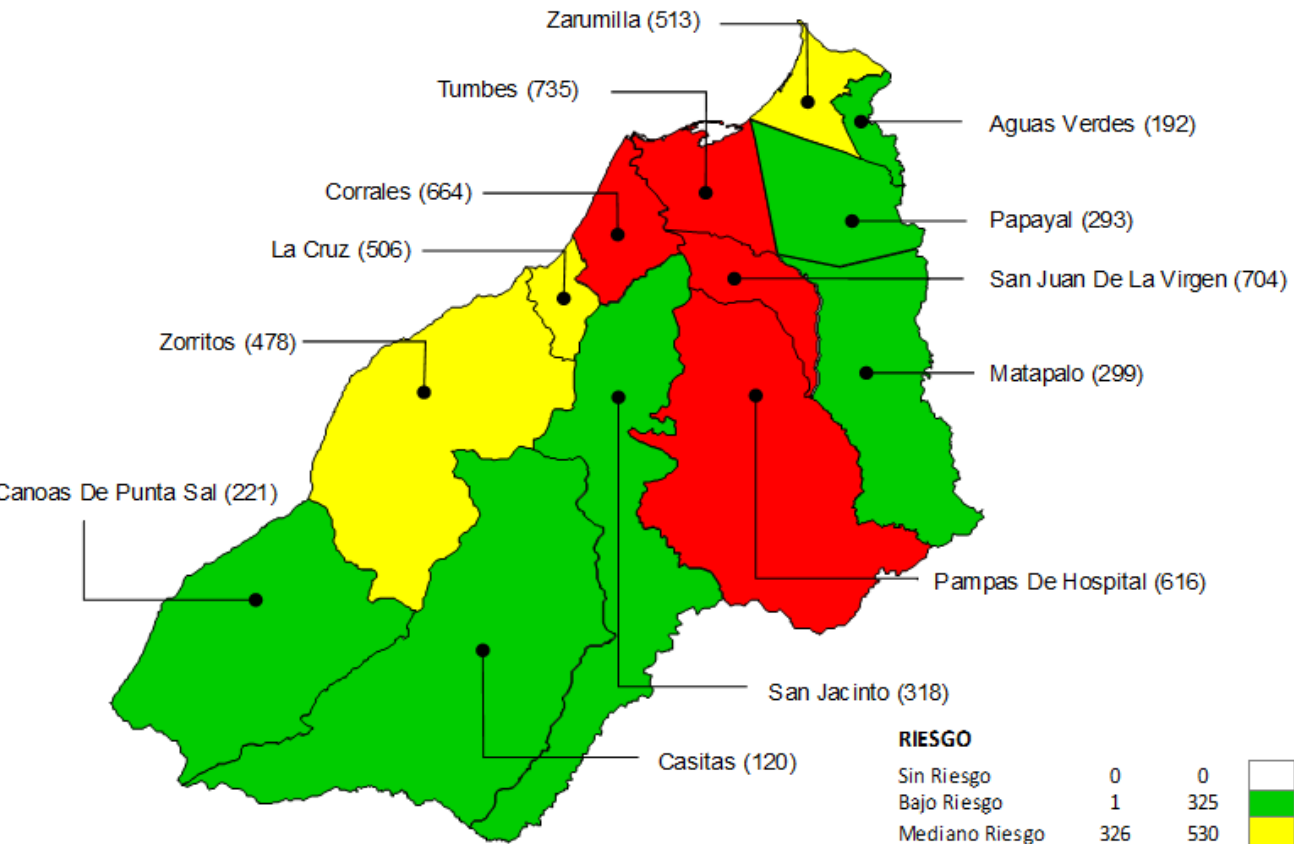 Zarumilla (513)
Tumbes (735)
Aguas Verdes (192)
Corrales (664)
Papayal (293)
La Cruz (506)
San Juan De La Virgen (704)
Zorritos (478)
Matapalo (299)
Canoas De Punta Sal (221)
Pampas De Hospital (616)
San Jacinto (318)
Casitas (120)
RIESGO
Sin Riesgo 0 0
Bajo Riesgo 1 325
Mediano Riesgo 326 530